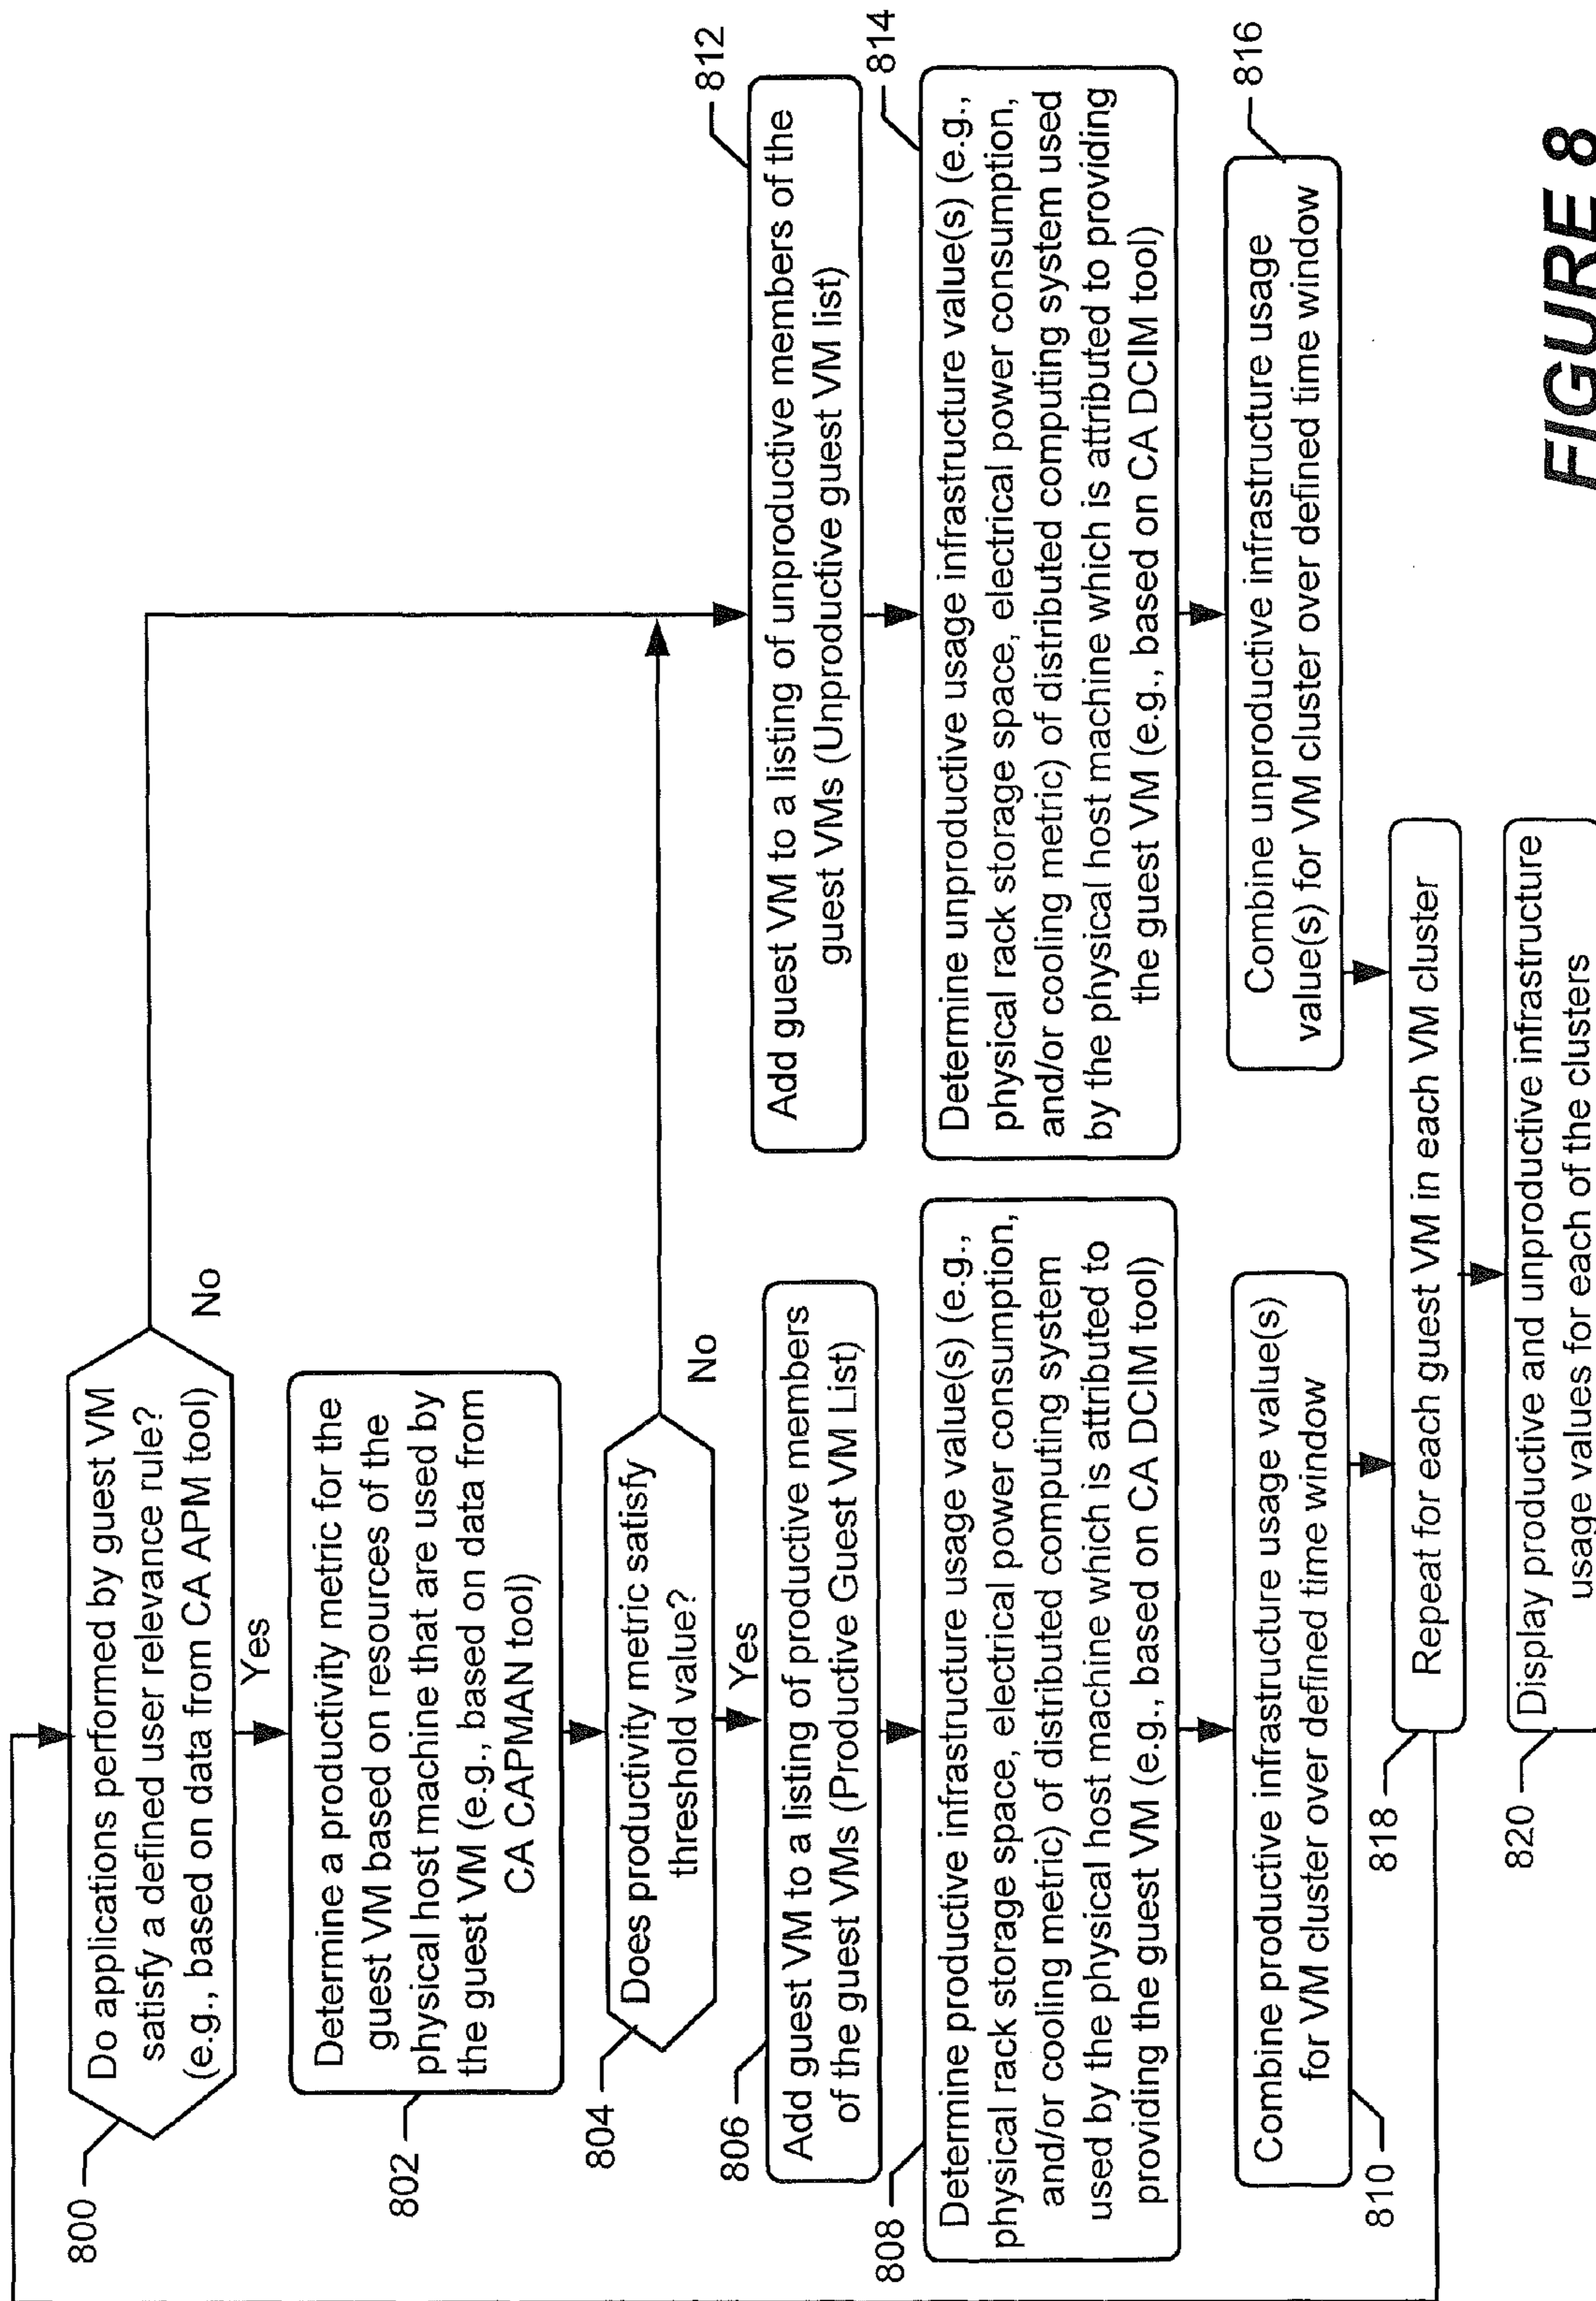 800
Do applications performed by guest VM
satisfy a defined user relevance rule?
(e.g., based on data from CA APM tool)
No
Yes
802
Determine a productivity metric for the
guest VM based on resources of the
physical host machine that are used by
the guest VM (e.g., based on data from
CA CAPMAN tool)
804
Does productivity metric satisfy
threshold value?
No
Yes
806
Add guest VM to a listing of productive members
of the guest VMs (Productive Guest VM List)
808
Determine productive infrastructure usage value(s) (e.g.,
physical rack storage space, electrical power consumption,
and/or cooling metric) of distributed computing system
used by the physical host machine which is attributed to
providing the guest VM (e.g., based on CA DCIM tool)
Combine productive infrastructure usage value(s)
for VM cluster over defined time window
810
812
Add guest VM to a listing of unproductive members of the
guest VMs (Unproductive guest VM list)
814
Determine unproductive usage infrastructure value(s) (e.g.,
physical rack storage space, electrical power consumption,
and/or cooling metric) of distributed computing system used
by the physical host machine which is attributed to providing
the guest VM (e.g., based on CA DCIM tool)
816
Combine unproductive infrastructure usage
value(s) for VM cluster over defined time window
818
Repeat for each guest VM in each VM cluster
820
Display productive and unproductive infrastructure
usage values for each of the clusters
FIGURE 8